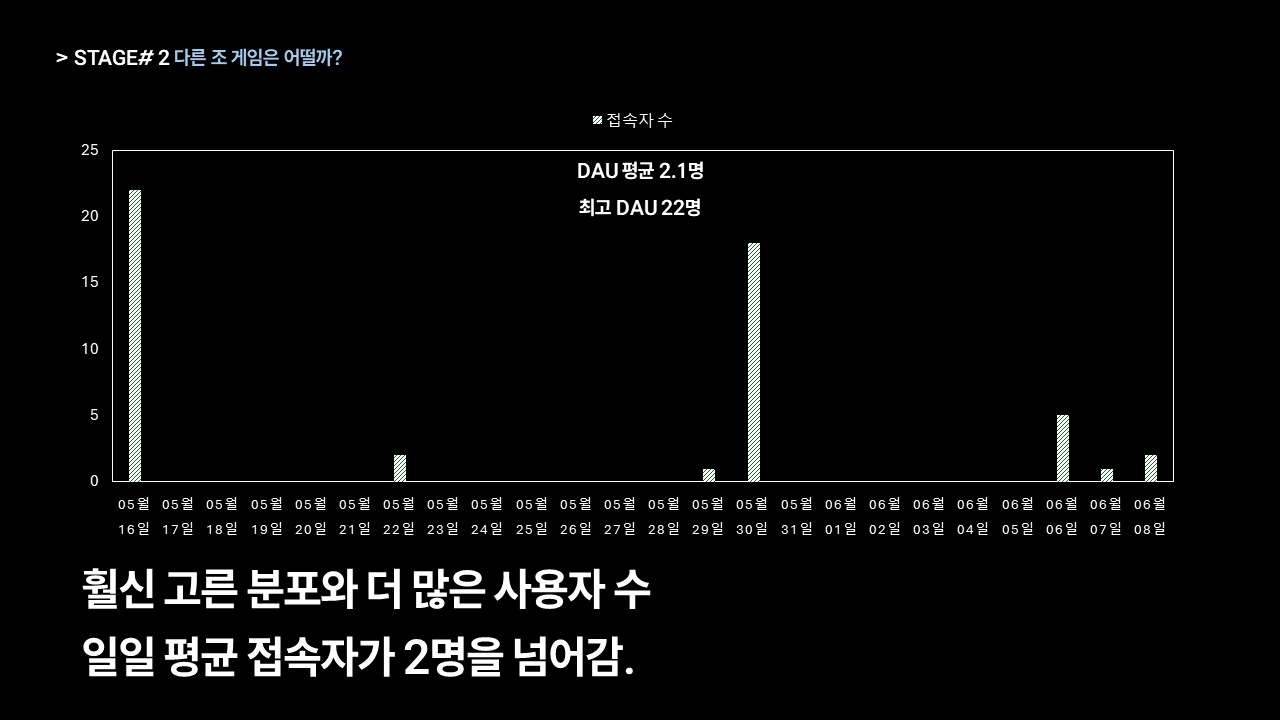 > STAGE# 2 다른 조 게임은 어떨까?
접속자 수
25
DAU 평균 2.1명
최고 DAU 22명
20
15
10
5
0
05월 05월 05월 05월 05월 05월 05월 05월 05월 05월 05월 05월 05월 05월 05월 05월 06월 06월 06월 06월 06월 06월 06월 06월
16일 17일 18일 19일 20일 21일 22일 23일 24일 25일 26일 27일 28일 29일 30일 31일 01일 02일 03일 04일 05일 06일 07일 08일
훨신 고른 분포와 더 많은 사용자 수
일일 평균 접속자가 2명을 넘어감.